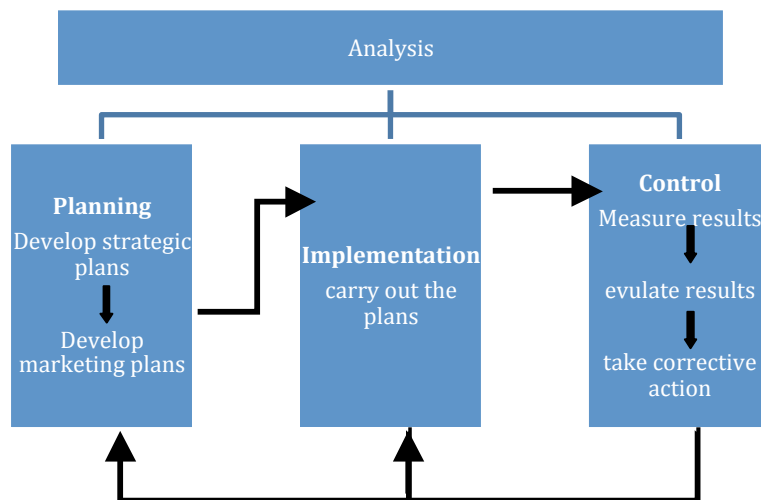 Analysis
Planning
Develop strategic
plans
Develop
marketing plans
Implementation
carry out the
plans
Control
Measure results
evulate results
take corrective
action